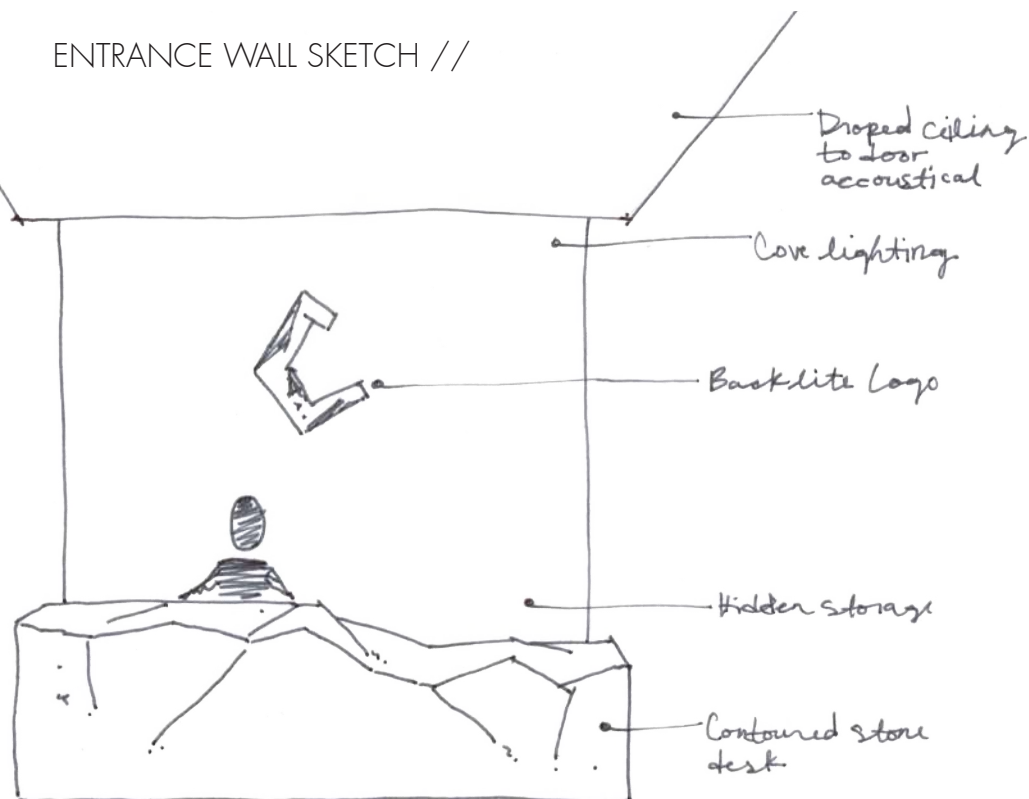 ENTRANCE WALL SKETCH //
Droped ceiling
to door
accoustical
Cove lighting
Backlite Logo
Hidden storage
Contoured stone
desk